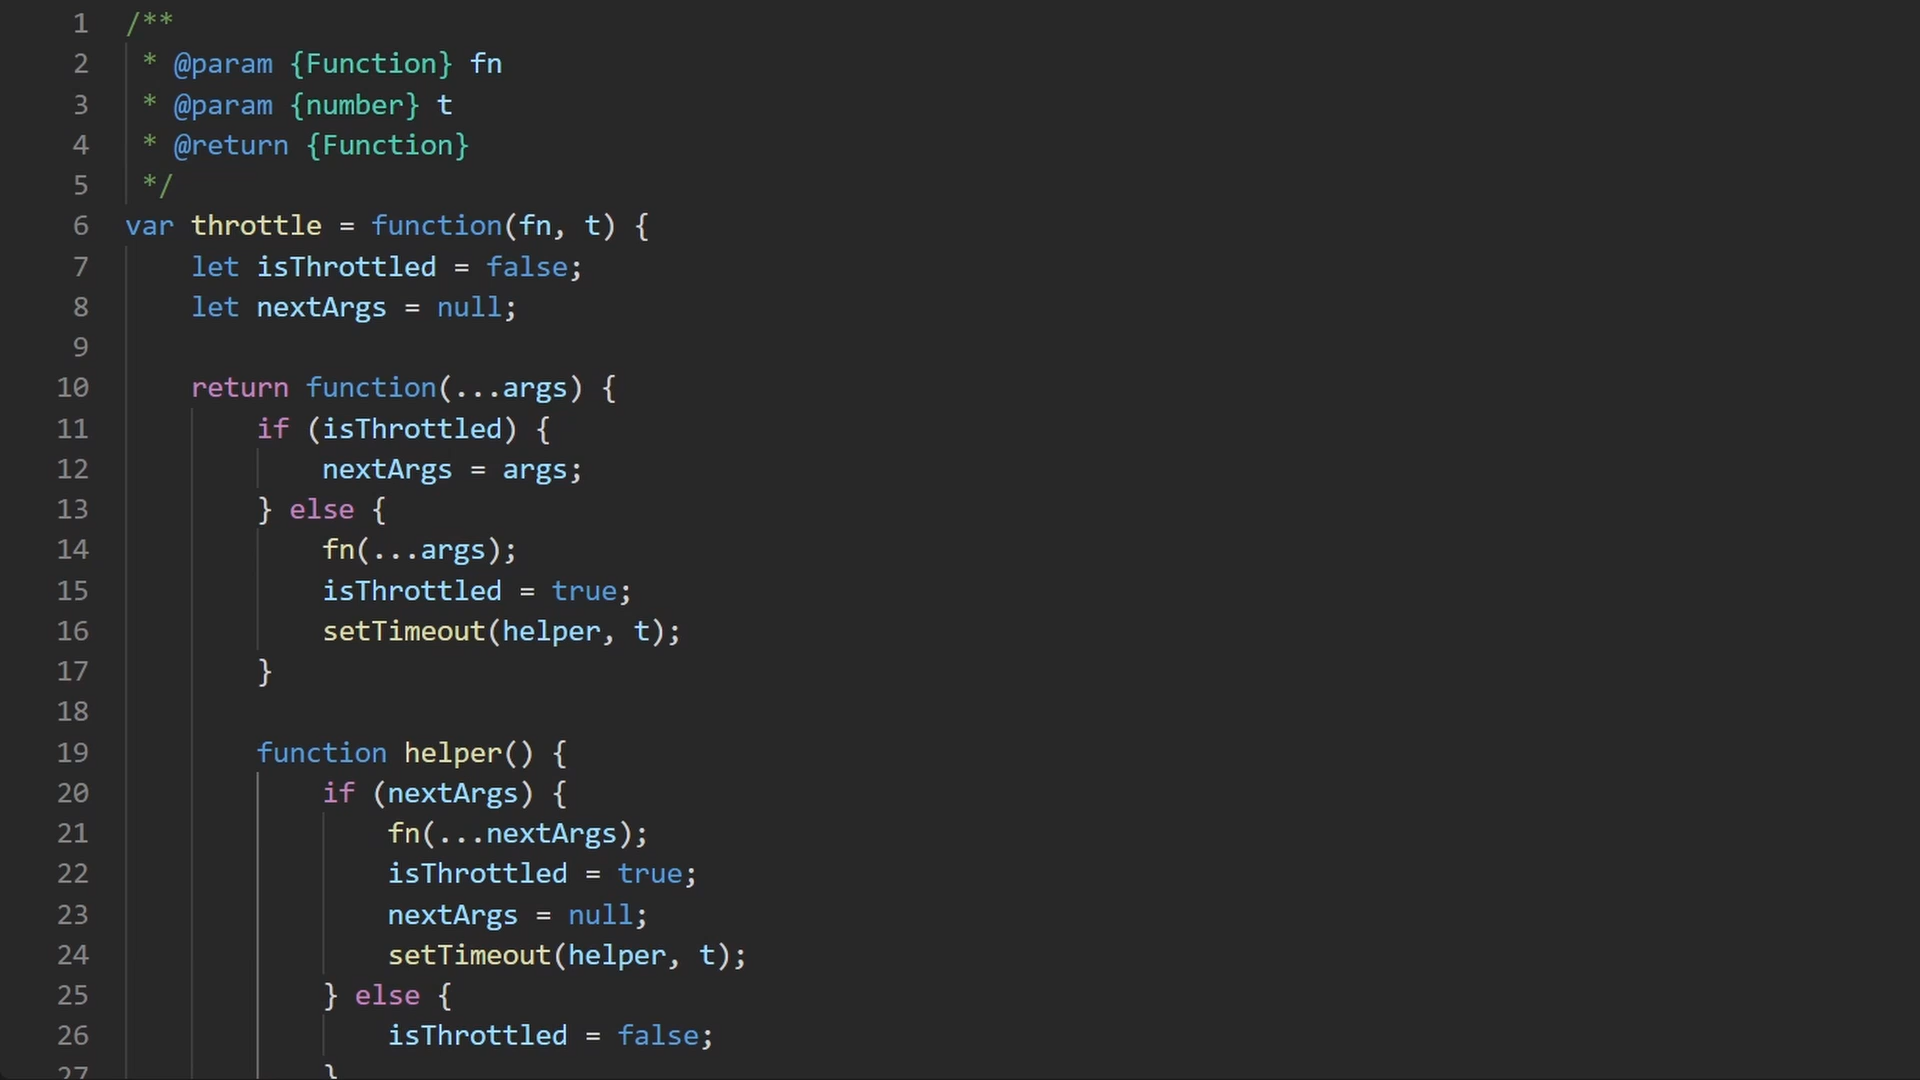 1 /**
2  * @param {Function} fn
3  * @param {number} t
4  * @return {Function}
5  */
6 var throttle = function(fn, t) {
7     let isThrottled = false;
8     let nextArgs = null;
9
10     return function(...args) {
11         if (isThrottled) {
12             nextArgs = args;
13         } else {
14             fn(...args);
15             isThrottled = true;
16             setTimeout(helper, t);
17         }
18
19         function helper() {
20             if (nextArgs) {
21                 fn(...nextArgs);
22                 isThrottled = true;
23                 nextArgs = null;
24                 setTimeout(helper, t);
25             } else {
26                 isThrottled = false;
27             }